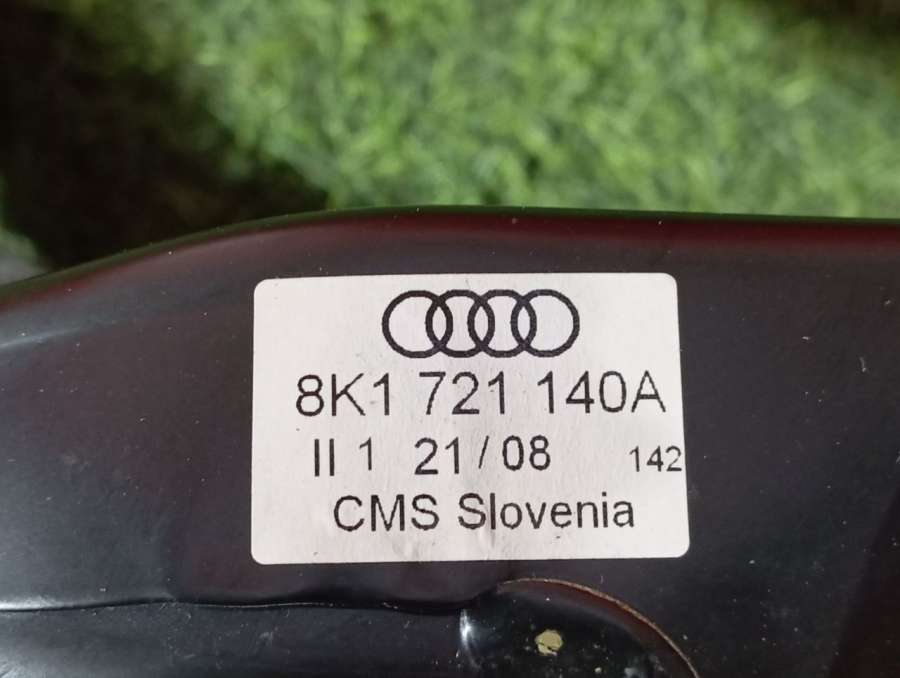 8K1 721 140A
II 1 21/08 142
CMS Slovenia